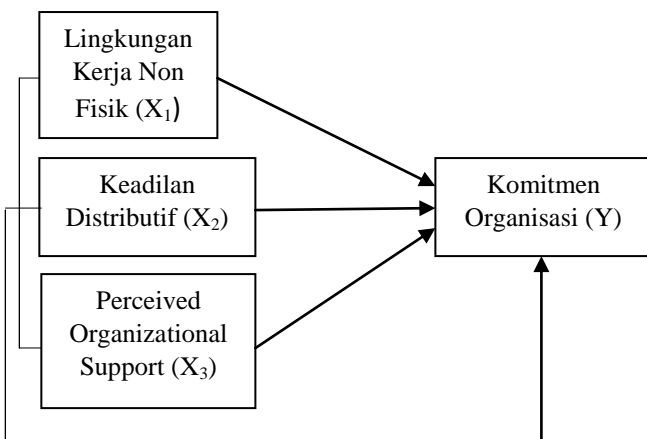 Lingkungan
Kerja Non
Fisik (X₁)
Keadilan
Distributif (X₂)
Perceived
Organizational
Support (X₃)
Komitmen
Organisasi (Y)